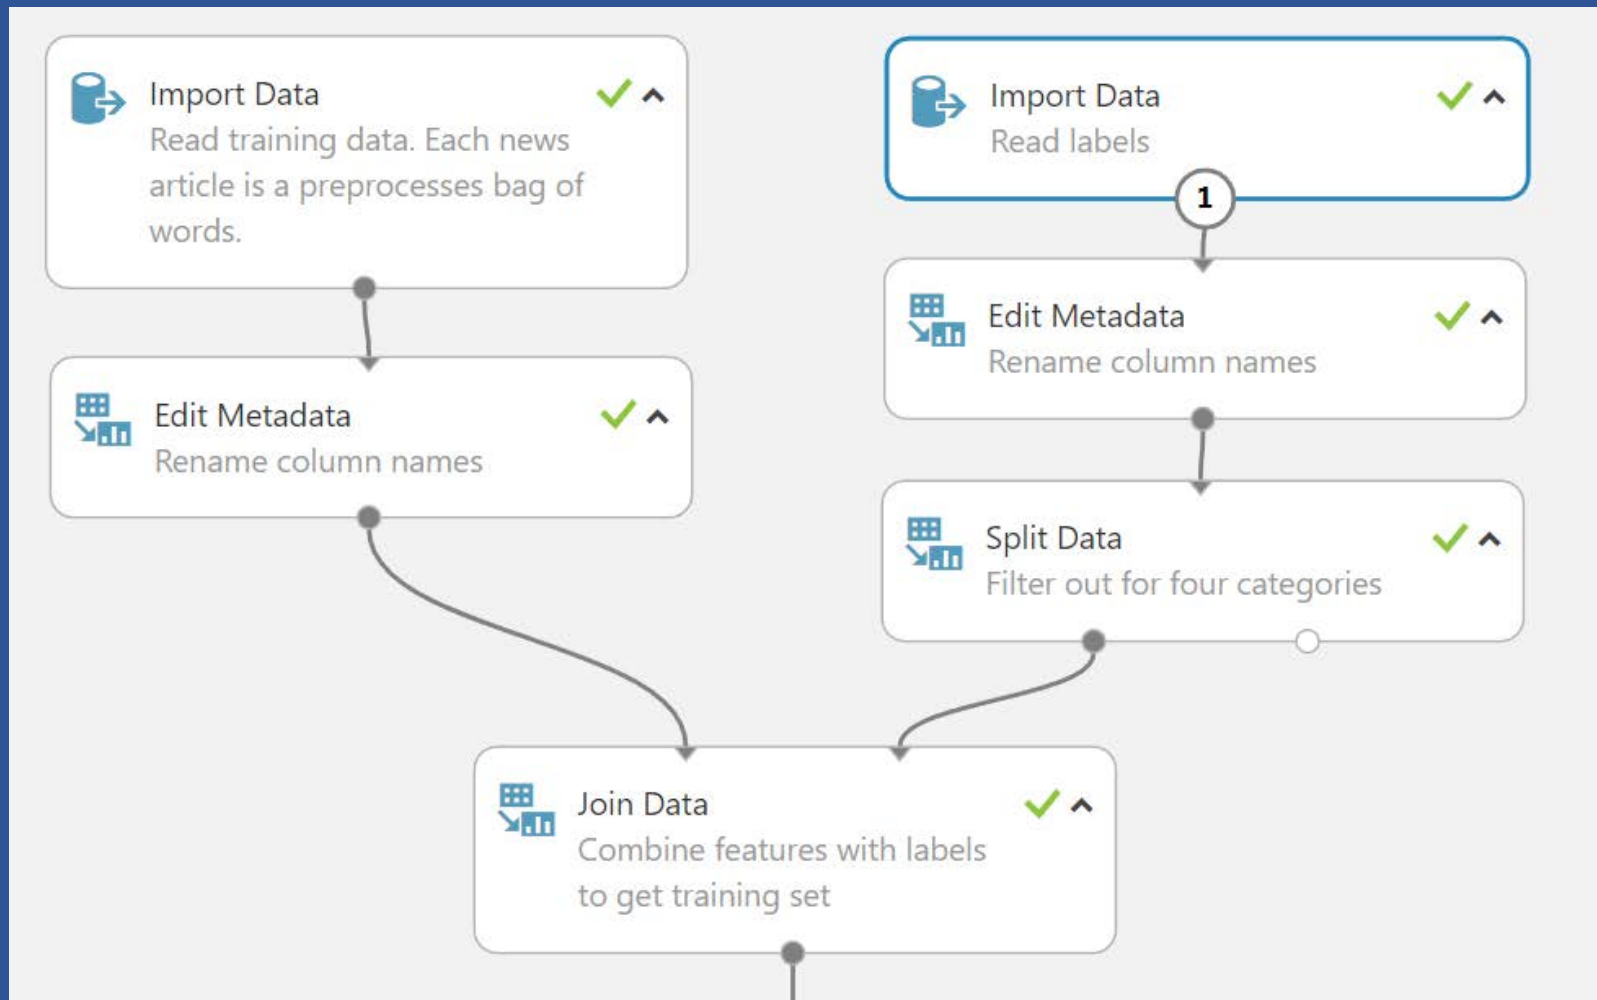 Import Data
Read training data. Each news
article is a preprocesses bag of
words.
Import Data
Read labels
1
Edit Metadata
Rename column names
Edit Metadata
Rename column names
Split Data
Filter out for four categories
Join Data
Combine features with labels
to get training set